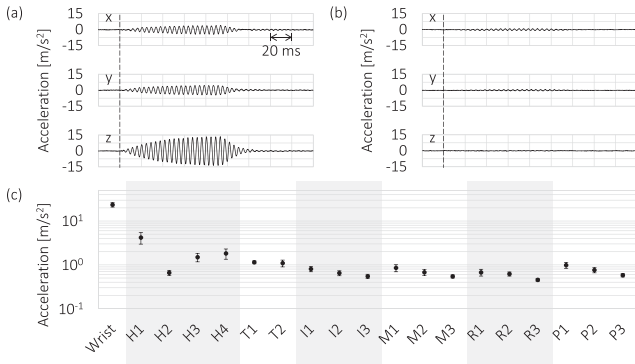 (a)
Acceleration [m/s²]
15
0
-15
x
20 ms
15
0
-15
y
15
0
-15
z
(b)
Acceleration [m/s²]
15
0
-15
x
15
0
-15
y
15
0
-15
z
(c)
Acceleration [m/s²]
10¹
10⁰
10⁻¹
Wrist H1 H2 H3 H4 T1 T2 I1 I2 I3 M1 M2 M3 R1 R2 R3 P1 P2 P3